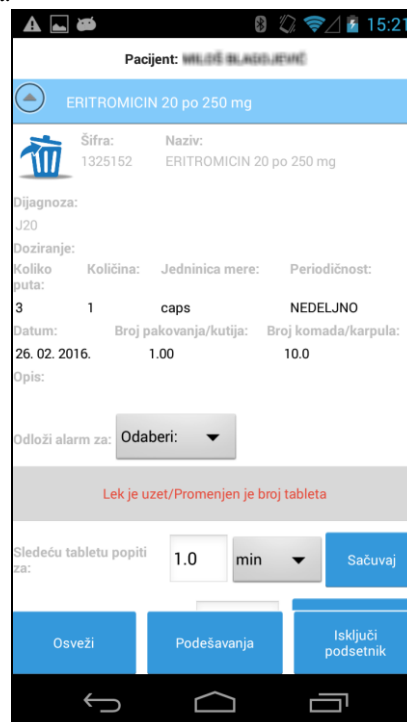 15:21
Pacijent:
ERITROMICIN 20 po 250 mg
Šifra: Naziv:
1325152 ERITROMICIN 20 po 250 mg
Dijagnoza:
J20
Doziranje:
Koliko puta: Količina: Jedninica mere: Periodičnost:
3 1 caps NEDELJNO
Datum: Broj pakovanja/kutija: Broj komada/karpula:
26. 02. 2016. 1.00 10.0
Opis:
Odloži alarm za: Odaberi:
Lek je uzet/Promenjen je broj tableta
Sledeću tabletu popiti za: 1.0 min Sačuvaj
Osveži Podešavanja Isključi podsetnik